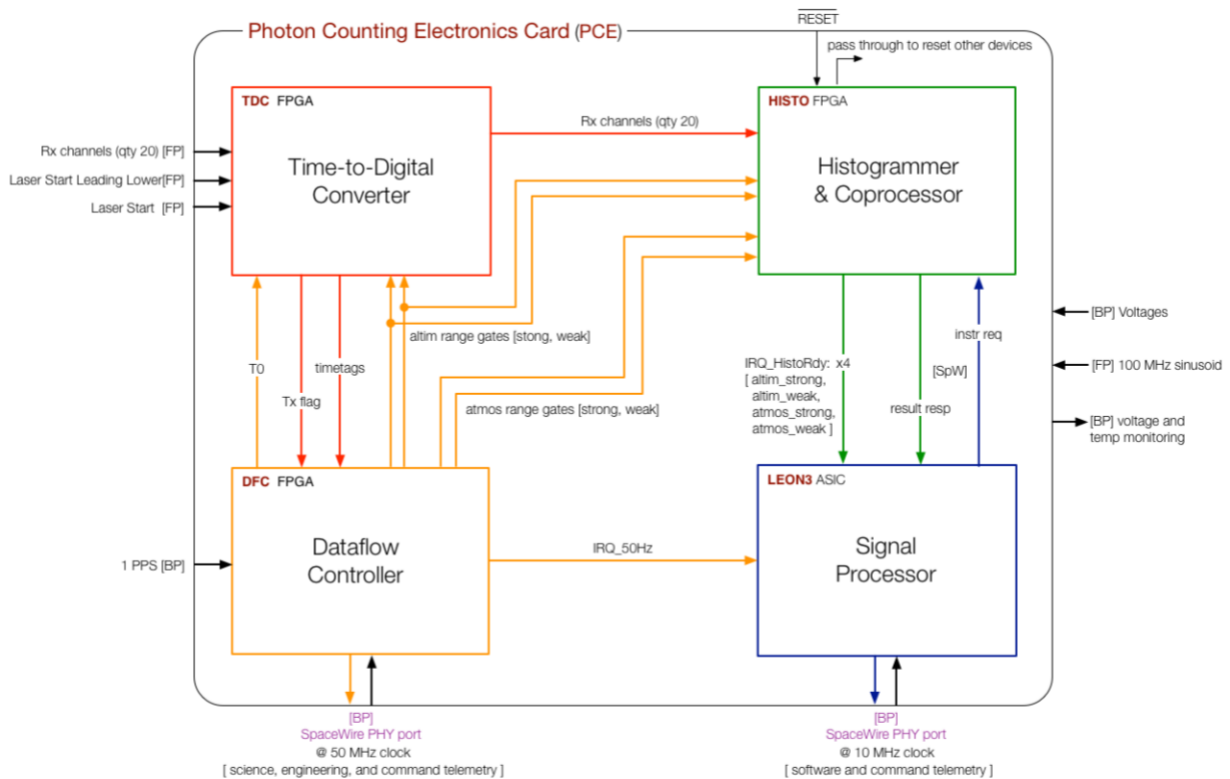 Photon Counting Electronics Card (PCE)
RESET
pass through to reset other devices
TDC FPGA
Time-to-Digital
Converter
Rx channels (qty 20)
HISTO FPGA
Histogrammer
& Coprocessor
Rx channels (qty 20) [FP]
Laser Start Leading Lower[FP]
Laser Start [FP]
T0
Tx flag
timetags
altim range gates [stong, weak]
atmos range gates [strong, weak]
IRQ_HistoRdy: x4
[ altim_strong,
altim_weak,
atmos_strong,
atmos_weak ]
[SpW]
result resp
instr req
[BP] Voltages
[FP] 100 MHz sinusoid
[BP] voltage and
temp monitoring
DFC FPGA
Dataflow
Controller
1 PPS [BP]
IRQ_50Hz
LEON3 ASIC
Signal
Processor
[BP]
SpaceWire PHY port
@ 50 MHz clock
[ science, engineering, and command telemetry ]
[BP]
SpaceWire PHY port
@ 10 MHz clock
[ software and command telemetry ]